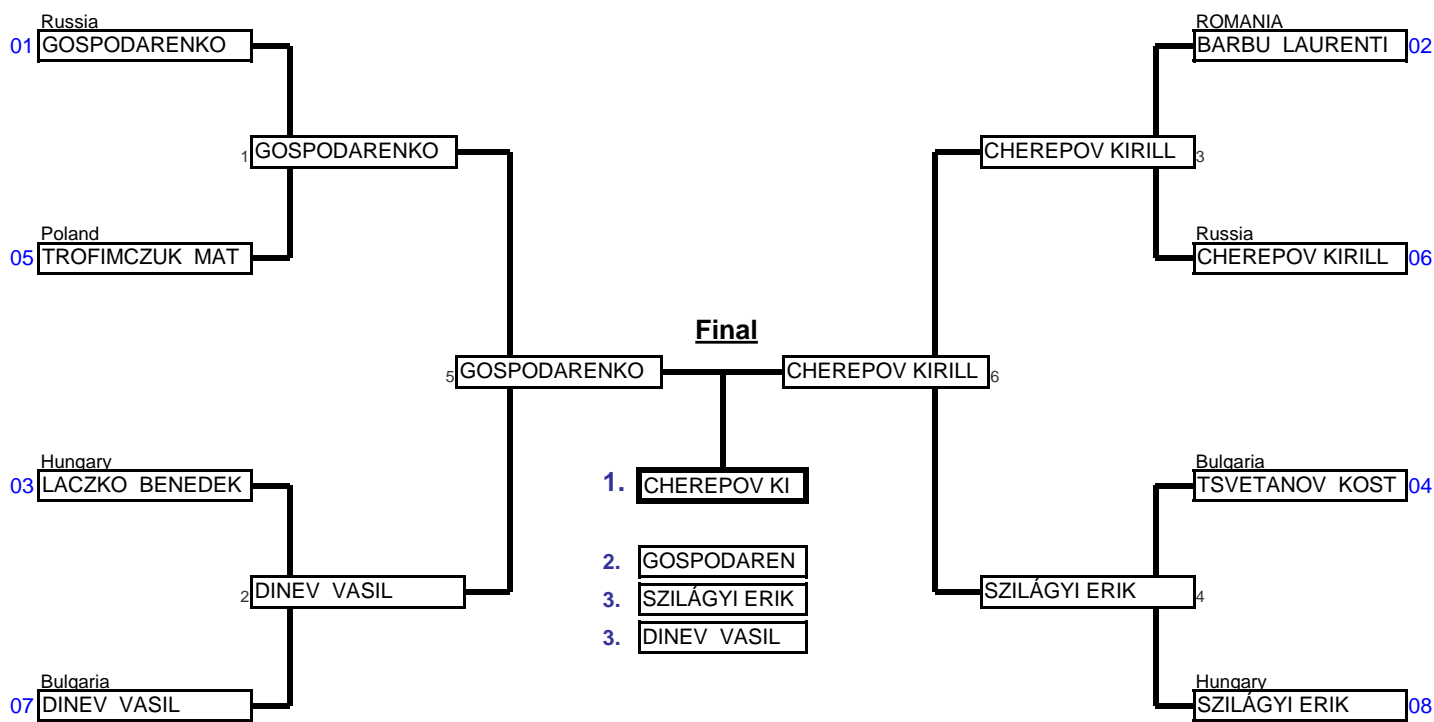 Russia
ROMANIA
01 GOSPODARENKO
BARBU LAURENTI 02
1 GOSPODARENKO
CHEREPOV KIRILL 3
Poland
Russia
05 TROFIMCZUK MAT
CHEREPOV KIRILL 06
Final
5 GOSPODARENKO
CHEREPOV KIRILL 6
Hungary
Bulgaria
03 LACZKO BENEDEK
1. CHEREPOV KI
TSVETANOV KOST 04
2. GOSPODAREN
2 DINEV VASIL
3. SZILÁGYI ERIK
SZILÁGYI ERIK 4
3. DINEV VASIL
Bulgaria
Hungary
07 DINEV VASIL
SZILÁGYI ERIK 08